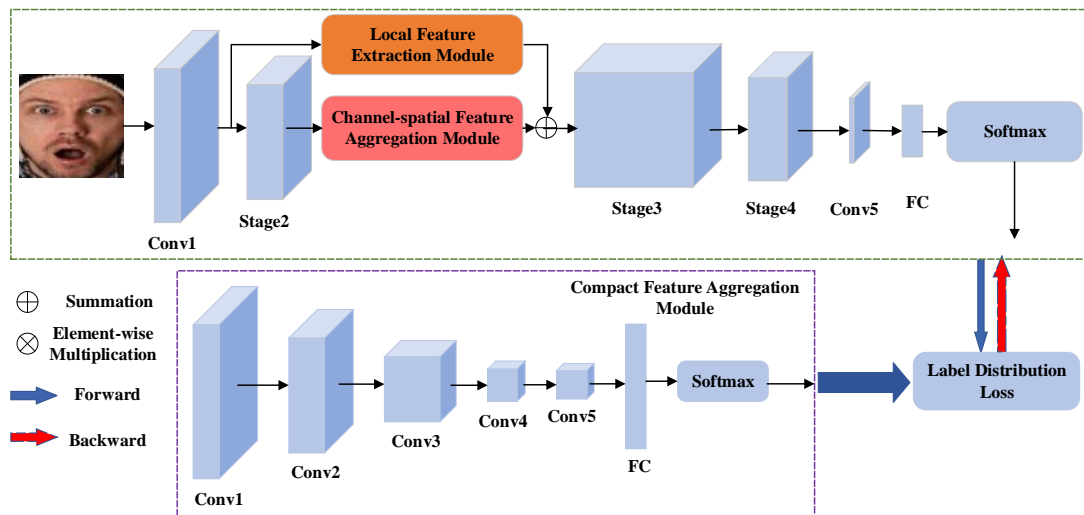 Local Feature
Extraction Module
Channel-spatial Feature
Aggregation Module
Softmax
Conv1
Stage2
Stage3
Stage4
Conv5
FC
Summation
Element-wise
Multiplication
Forward
Backward
Compact Feature Aggregation
Module
Conv1
Conv2
Conv3
Conv4
Conv5
FC
Softmax
Label Distribution
Loss